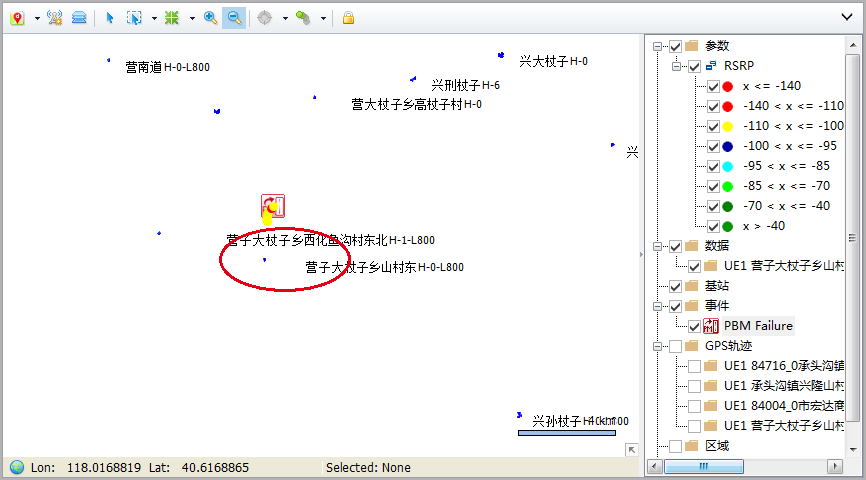 营南道H-0-L800
兴大杖子H-0
兴刑杖子H-6
营大杖子乡高杖子村H-0
兴
营子大杖子乡西化鱼沟村东北H-1-L800
营子大杖子乡山村东H-0-L800
兴孙杖子H
Lon: 118.0168819 Lat: 40.6168865 Selected: None
参数
RSRP
x <= -140
-140 < x <= -110
-110 < x <= -100
-100 < x <= -95
-95 < x <= -85
-85 < x <= -70
-70 < x <= -40
x > -40
数据
UE1 营子大杖子乡山村
基站
事件
PBM Failure
GPS轨迹
UE1 84716_0承头沟镇
UE1 承头沟镇兴隆山村
UE1 84004_0市宏达商
UE1 营子大杖子乡山村
区域